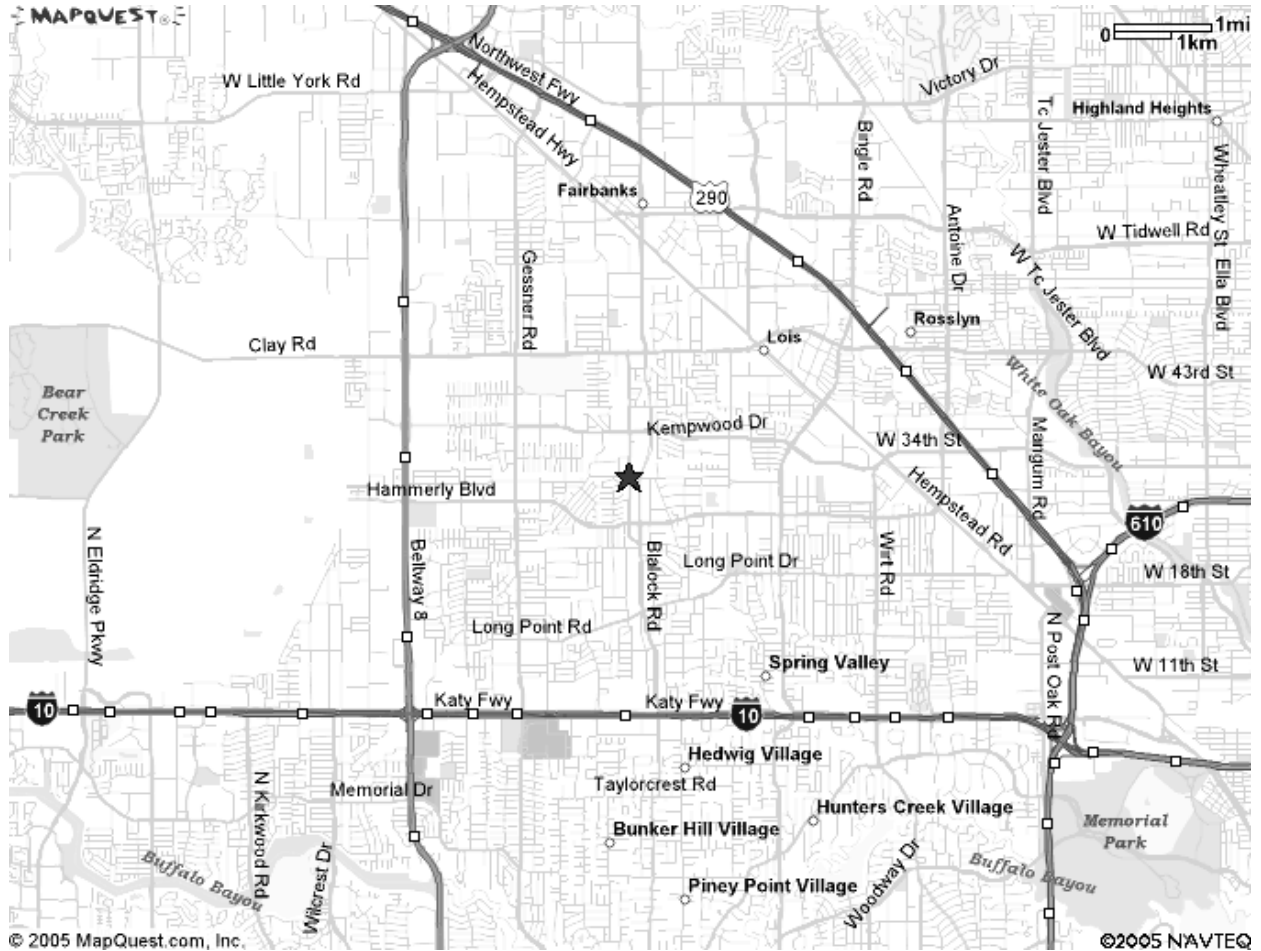 MAPQUEST®
0
1mi
1km
Northwest Fwy
W Little York Rd
Victory Dr
Hempstead Hwy
Highland Heights
Tc Jester Blvd
Bingle Rd
Wheatley St
Fairbanks
290
Antoine Dr
W Tidwell Rd
Gessner Rd
W Tc Jester Blvd
Ella Blvd
Rosslyn
Clay Rd
Lois
W 43rd St
Bear
Creek
Park
White Oak Bayou
Kempwood Dr
W 34th St
Mangum Rd
Hammerly Blvd
Hempstead Rd
610
N Eldridge Pkwy
Beltway 8
Blalock Rd
Long Point Dr
Wirt Rd
W 18th St
Long Point Rd
N Post Oak Rd
Spring Valley
W 11th St
10
Katy Fwy
Katy Fwy
10
Hedwig Village
N Kirkwood Rd
Memorial Dr
Taylorcrest Rd
Hunters Creek Village
Memorial
Park
Bunker Hill Village
Wilcrest Dr
Buffalo Bayou
Woodway Dr
Buffalo Bayou
Piney Point Village
© 2005 MapQuest.com, Inc.
©2005 NAVTEQ